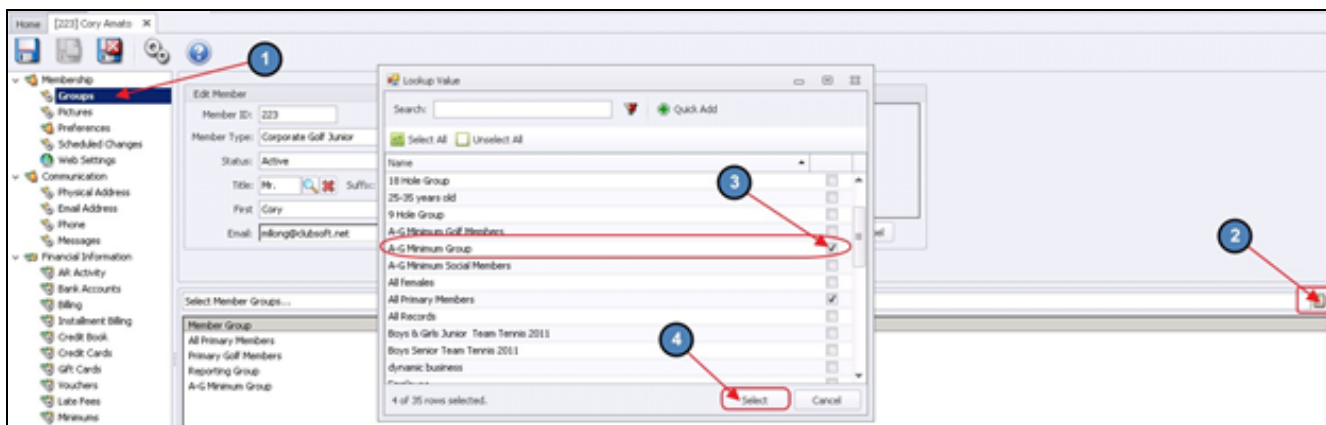 Home [223] Cory Amato
1
Membership
Groups
Pictures
Preferences
Scheduled Changes
Web Settings
Communication
Physical Address
Email Address
Phone
Messages
Financial Information
AR Activity
Bank Accounts
Billing
Installment Billing
Credit Book
Credit Cards
Gift Cards
Vouchers
Late Fees
Minimums
Edit Member
Member ID: 223
Member Type: Corporate Golf Junior
Status: Active
Title: Mr. Suffix:
First Cory
Email:
Select Member Groups...
Member Group
All Primary Members
Primary Golf Members
Reporting Group
A-G Minimum Group
Lookup Value
Search: Quick Add
Select All Unselect All
Name
18 Hole Group
25-35 years old
9 Hole Group
A-G Minimum Golf Members
A-G Minimum Group
A-G Minimum Social Members
All females
All Primary Members
All Records
Boys & Girls Junior Team Tennis 2011
Boys Senior Team Tennis 2011
dynamic business
4 of 35 rows selected.
Select Cancel
3
4
2